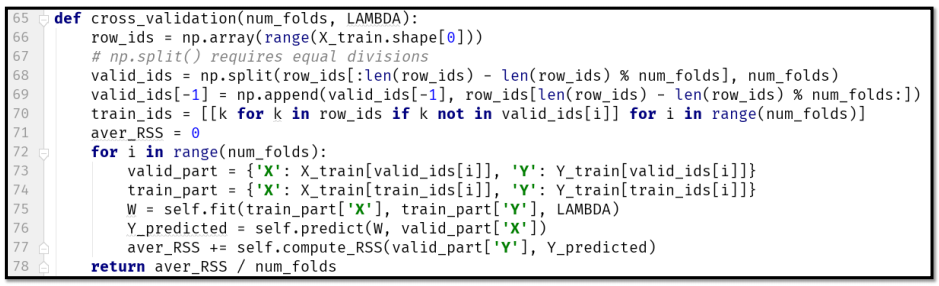 65 def cross_validation(num_folds, LAMBDA):
66     row_ids = np.array(range(X_train.shape[0]))
67     # np.split() requires equal divisions
68     valid_ids = np.split(row_ids[:len(row_ids) - len(row_ids) % num_folds], num_folds)
69     valid_ids[-1] = np.append(valid_ids[-1], row_ids[len(row_ids) - len(row_ids) % num_folds:])
70     train_ids = [[k for k in row_ids if k not in valid_ids[i]] for i in range(num_folds)]
71     aver_RSS = 0
72     for i in range(num_folds):
73         valid_part = {'X': X_train[valid_ids[i]], 'Y': Y_train[valid_ids[i]]}
74         train_part = {'X': X_train[train_ids[i]], 'Y': Y_train[train_ids[i]]}
75         W = self.fit(train_part['X'], train_part['Y'], LAMBDA)
76         Y_predicted = self.predict(W, valid_part['X'])
77         aver_RSS += self.compute_RSS(valid_part['Y'], Y_predicted)
78     return aver_RSS / num_folds